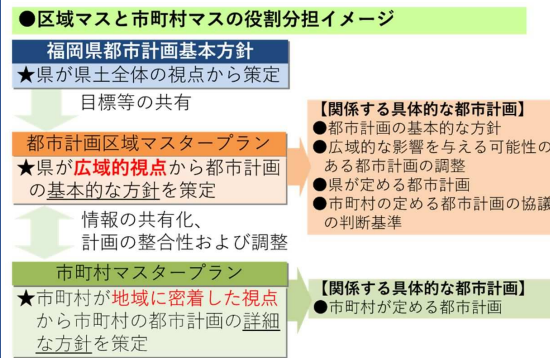 ●区域マスと市町村マスの役割分担イメージ
福岡県都市計画基本方針
★県が県土全体の視点から策定
目標等の共有
都市計画区域マスタープラン
★県が広域的視点から都市計画
の基本的な方針を策定
【関係する具体的な都市計画】
●都市計画の基本的な方針
●広域的な影響を与える可能性の
ある都市計画の調整
●県が定める都市計画
●市町村の定める都市計画の協議
の判断基準
情報の共有化、
計画の整合性および調整
市町村マスタープラン
★市町村が地域に密着した視点
から市町村の都市計画の詳細
な方針を策定
【関係する具体的な都市計画】
●市町村が定める都市計画